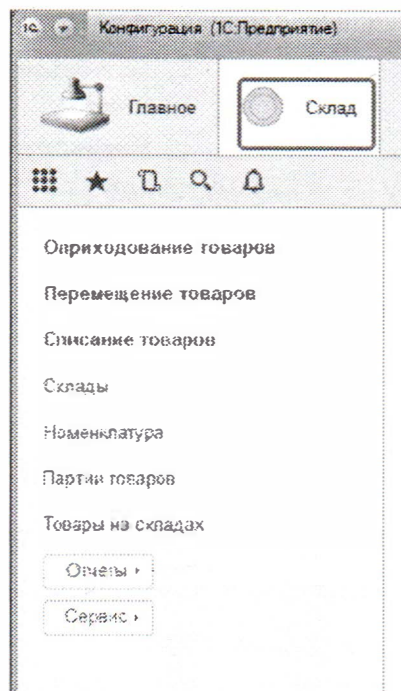 1С Конфигурация (1С:Предприятие)
Главное
Склад
Оприходование товаров
Перемещение товаров
Списание товаров
Склады
Номенклатура
Партии товаров
Товары на складах
Отчеты
Сервис